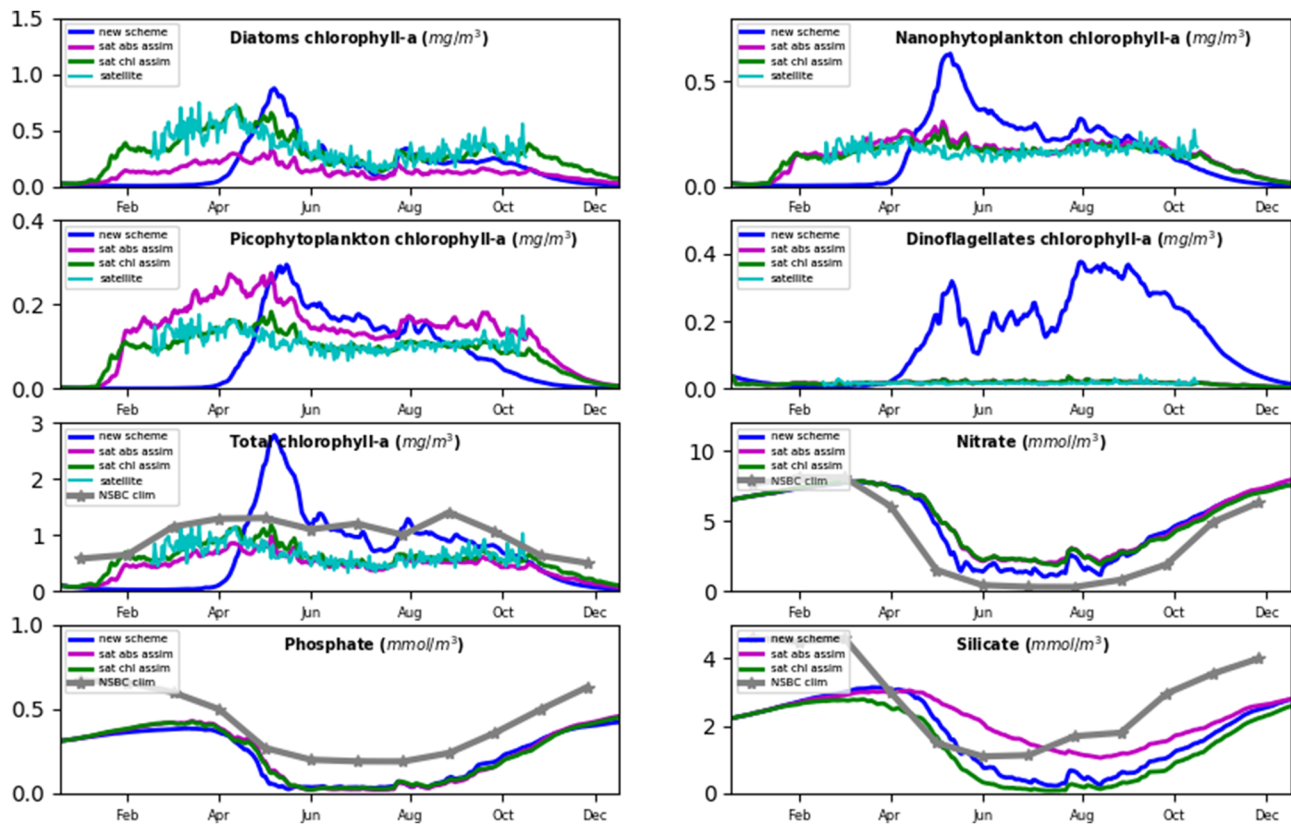 Diatoms chlorophyll-a (mg/m³)
new scheme
sat abs assim
sat chl assim
satellite
1.5
1.0
0.5
0.0
Feb Apr Jun Aug Oct Dec
Nanophytoplankton chlorophyll-a (mg/m³)
new scheme
sat abs assim
sat chl assim
satellite
0.5
0.0
Feb Apr Jun Aug Oct Dec
Picophytoplankton chlorophyll-a (mg/m³)
new scheme
sat abs assim
sat chl assim
satellite
0.4
0.2
0.0
Feb Apr Jun Aug Oct Dec
Dinoflagellates chlorophyll-a (mg/m³)
new scheme
sat abs assim
sat chl assim
satellite
0.4
0.2
0.0
Feb Apr Jun Aug Oct Dec
Total chlorophyll-a (mg/m³)
new scheme
sat abs assim
sat chl assim
satellite
NSBC clim
3
2
1
0
Feb Apr Jun Aug Oct Dec
Nitrate (mmol/m³)
new scheme
sat abs assim
sat chl assim
NSBC clim
10
5
0
Feb Apr Jun Aug Oct Dec
Phosphate (mmol/m³)
new scheme
sat abs assim
sat chl assim
NSBC clim
1.0
0.5
0.0
Feb Apr Jun Aug Oct Dec
Silicate (mmol/m³)
new scheme
sat abs assim
sat chl assim
NSBC clim
4
2
0
Feb Apr Jun Aug Oct Dec